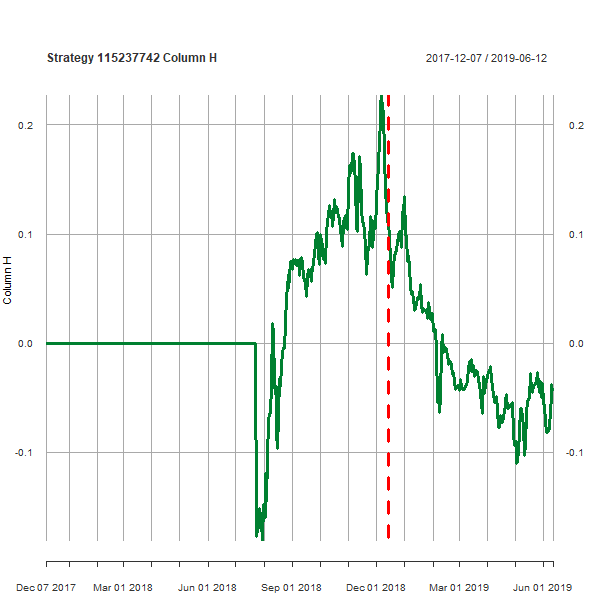 Strategy 115237742 Column H
2017-12-07 / 2019-06-12
0.2
0.2
0.1
0.1
Column H
0.0
0.0
-0.1
-0.1
Dec 07 2017
Mar 01 2018
Jun 01 2018
Sep 01 2018
Dec 01 2018
Mar 01 2019
Jun 01 2019